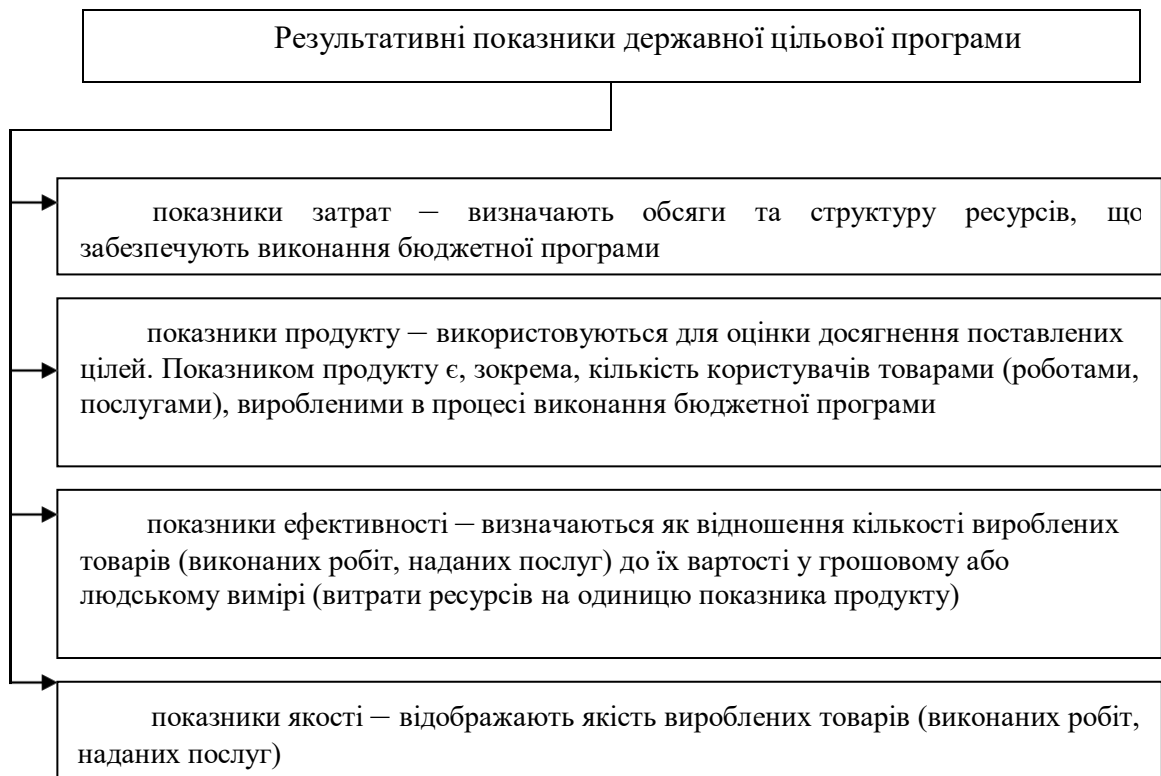 Результативні показники державної цільової програми
показники затрат — визначають обсяги та структуру ресурсів, що
забезпечують виконання бюджетної програми
показники продукту — використовуються для оцінки досягнення поставлених
цілей. Показником продукту є, зокрема, кількість користувачів товарами (роботами,
послугами), виробленими в процесі виконання бюджетної програми
показники ефективності — визначаються як відношення кількості вироблених
товарів (виконаних робіт, наданих послуг) до їх вартості у грошовому або
людському вимірі (витрати ресурсів на одиницю показника продукту)
показники якості — відображають якість вироблених товарів (виконаних робіт,
наданих послуг)